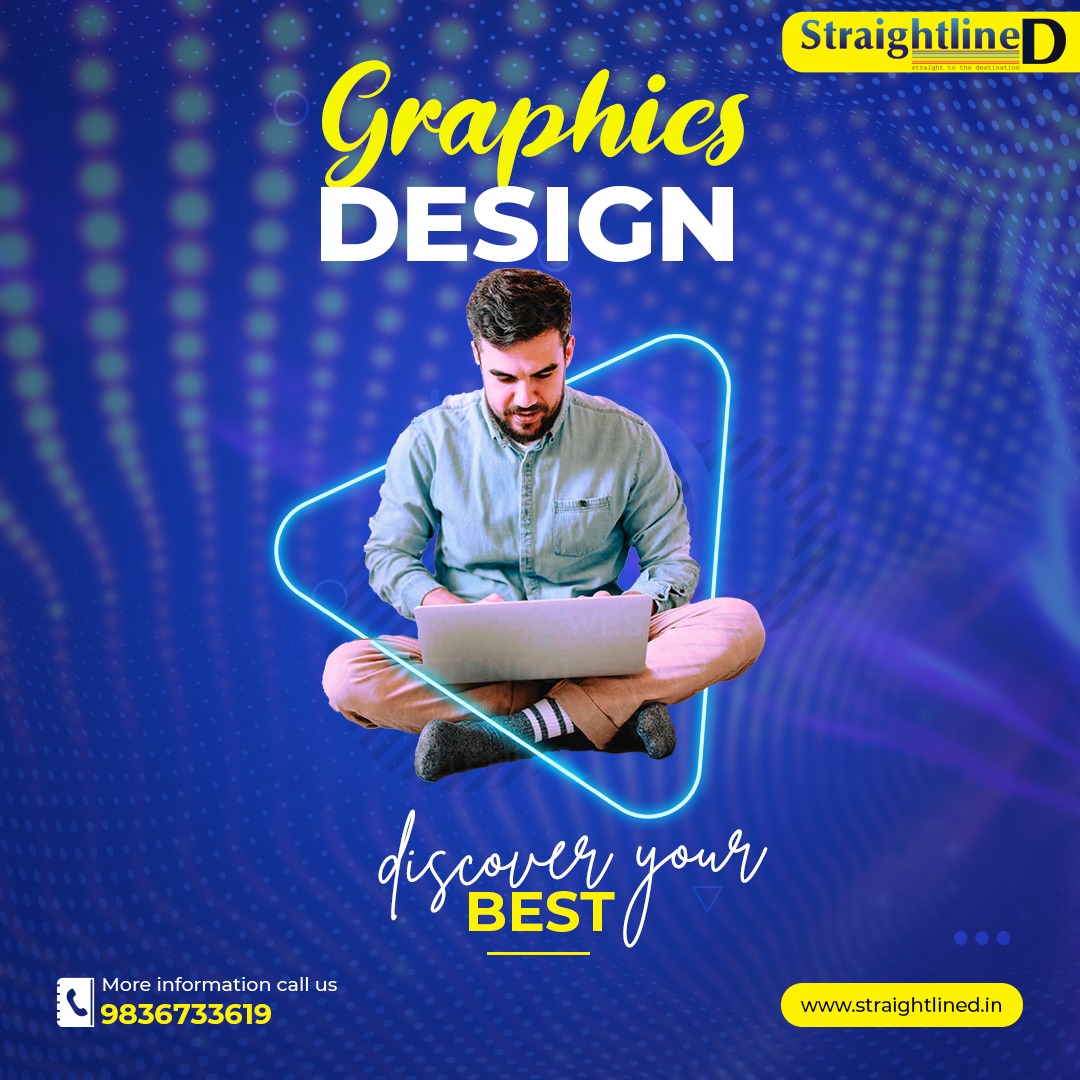 StraightlineD
straight to the destination
Graphics
DESIGN
discover your
BEST
More information call us
9836733619
www.straightlined.in